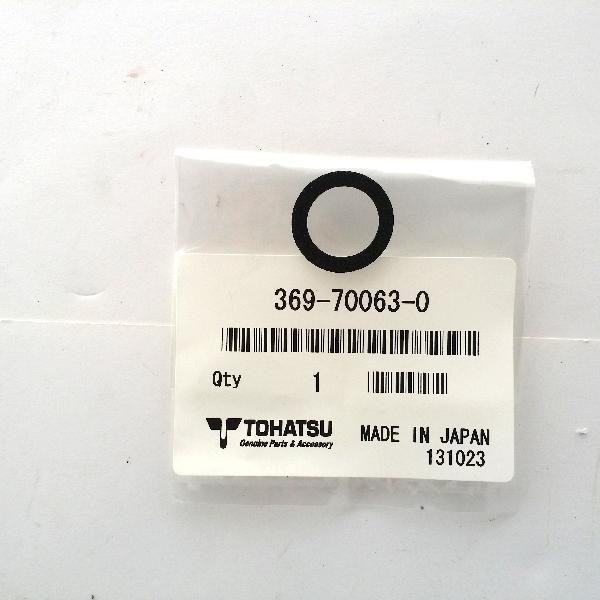 369-70063-0
Qty 1
TOHATSU
Genuine Parts & Accessory
MADE IN JAPAN
131023